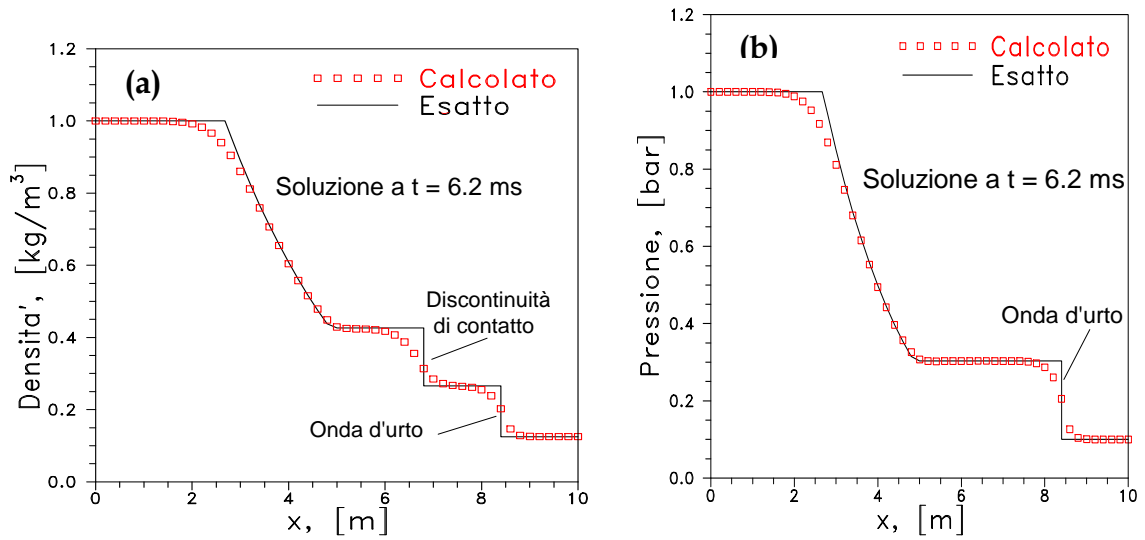 (a)
Calcolato
Esatto
Soluzione a t = 6.2 ms
Discontinuità
di contatto
Onda d'urto
Densita', [kg/m³]
1.2
1.0
0.8
0.6
0.4
0.2
0.0
0 2 4 6 8 10
x, [m]
(b)
Calcolato
Esatto
Soluzione a t = 6.2 ms
Onda d'urto
Pressione, [bar]
1.2
1.0
0.8
0.6
0.4
0.2
0.0
0 2 4 6 8 10
x, [m]